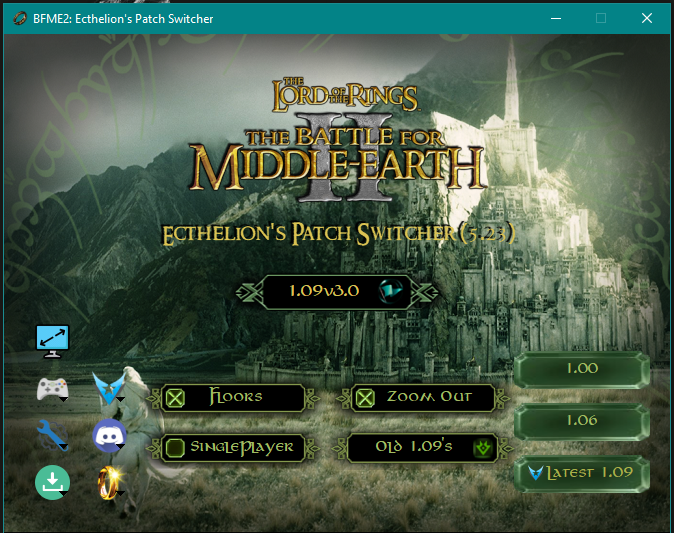 BFME2: Ecthelion's Patch Switcher
The
Lord of the Rings
II
The Battle for
Middle-Earth
Ecthelion's Patch Switcher (5.23)
1.09v3.0
1.00
Floors
Zoom Out
1.06
SinglePlayer
Old 1.09's
Latest 1.09